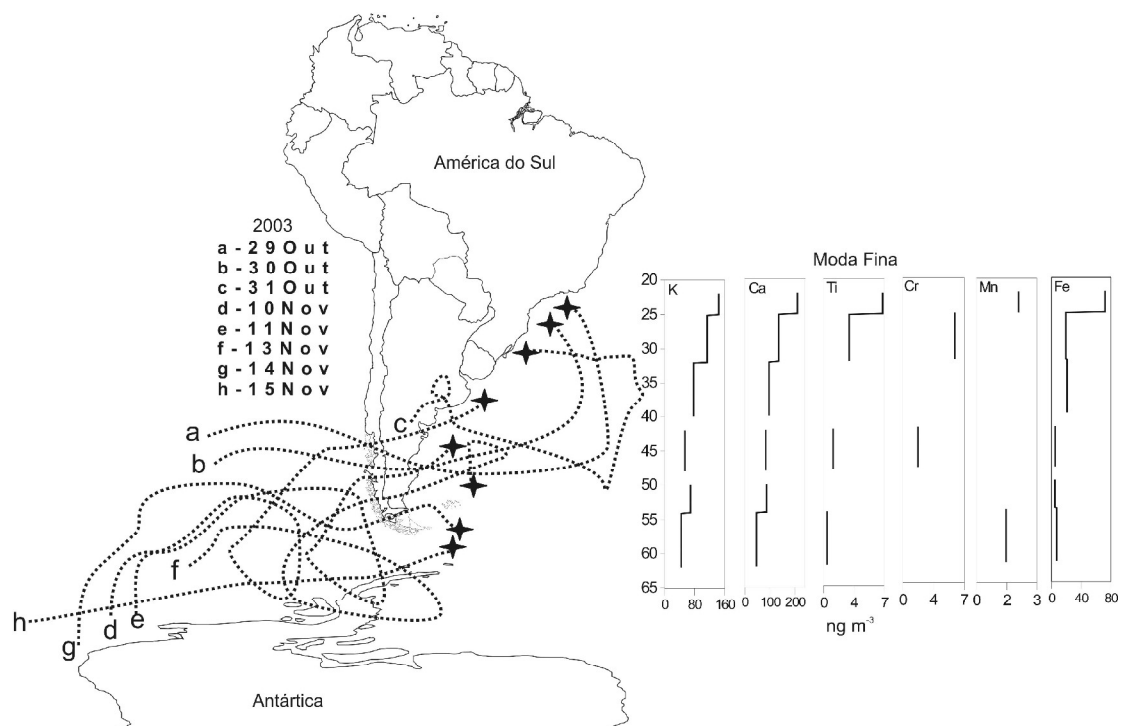 América do Sul
2003
a - 29 Out
b - 30 Out
c - 31 Out
d - 10 Nov
e - 11 Nov
f - 13 Nov
g - 14 Nov
h - 15 Nov
a
b
c
f
h
g
d
e
Antártica
Moda Fina
K
Ca
Ti
Cr
Mn
Fe
20
25
30
35
40
45
50
55
60
65
0 80 160
0 100 200
0 4 7
0 4 7
0 2 3
0 40 80
ng m⁻³